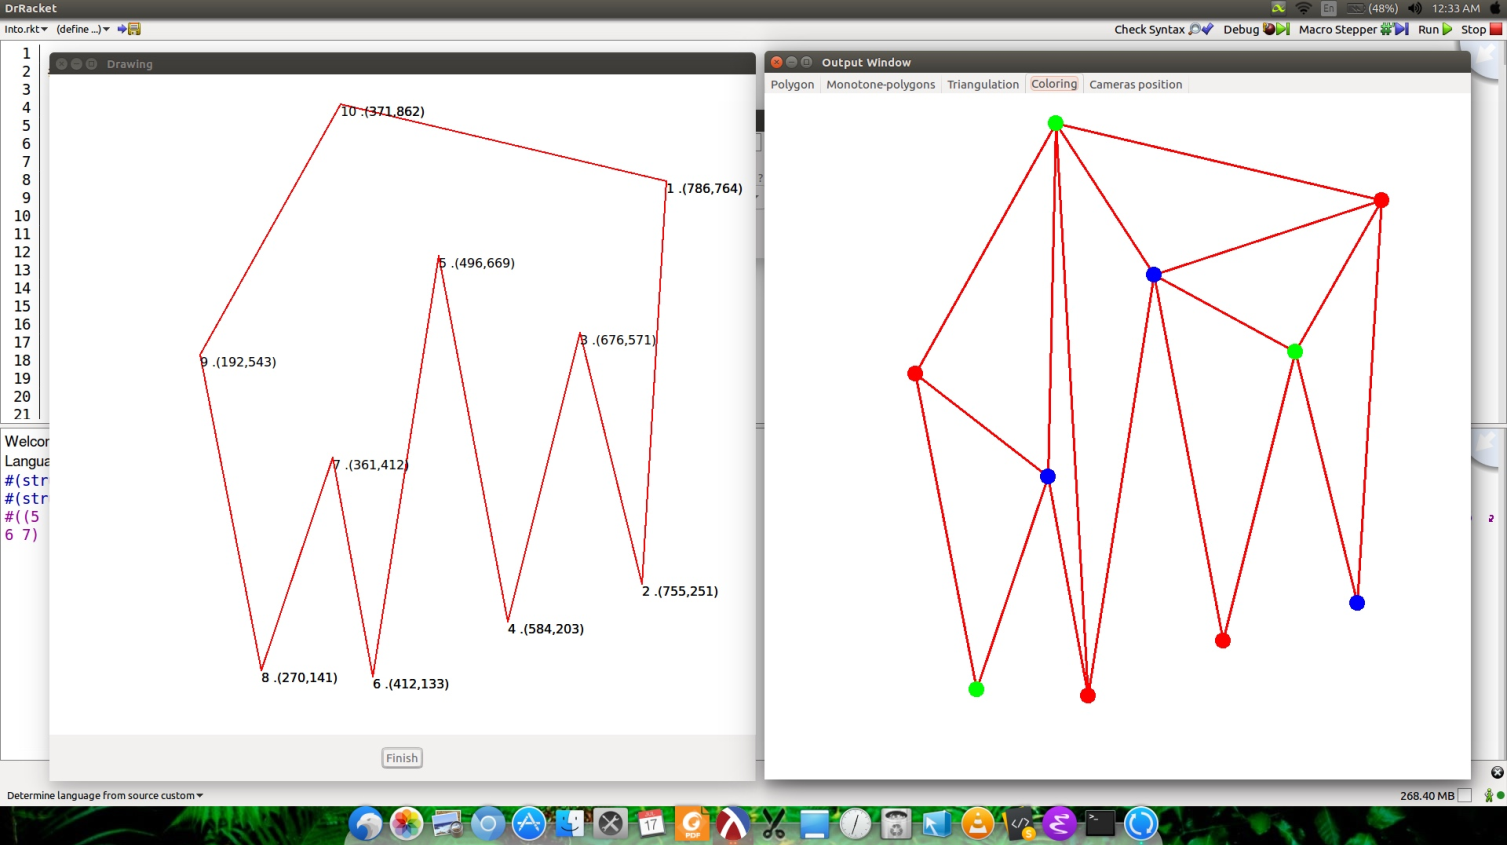 DrRacket
En
(48%)
12:33 AM
Into.rkt
(define ...)
Check Syntax
Debug
Macro Stepper
Run
Stop
1
2
3
4
5
6
7
8
9
10
11
12
13
14
15
16
17
18
19
20
21
Drawing
10 .(371,862)
1 .(786,764)
5 .(496,669)
3 .(676,571)
9 .(192,543)
7 .(361,412)
2 .(755,251)
4 .(584,203)
8 .(270,141)
6 .(412,133)
Finish
Output Window
Polygon
Monotone-polygons
Triangulation
Coloring
Cameras position
Welcor
Langua
#(str
#(str
#((5
6 7)
Determine language from source custom
268.40 MB
JUL
17
PDF